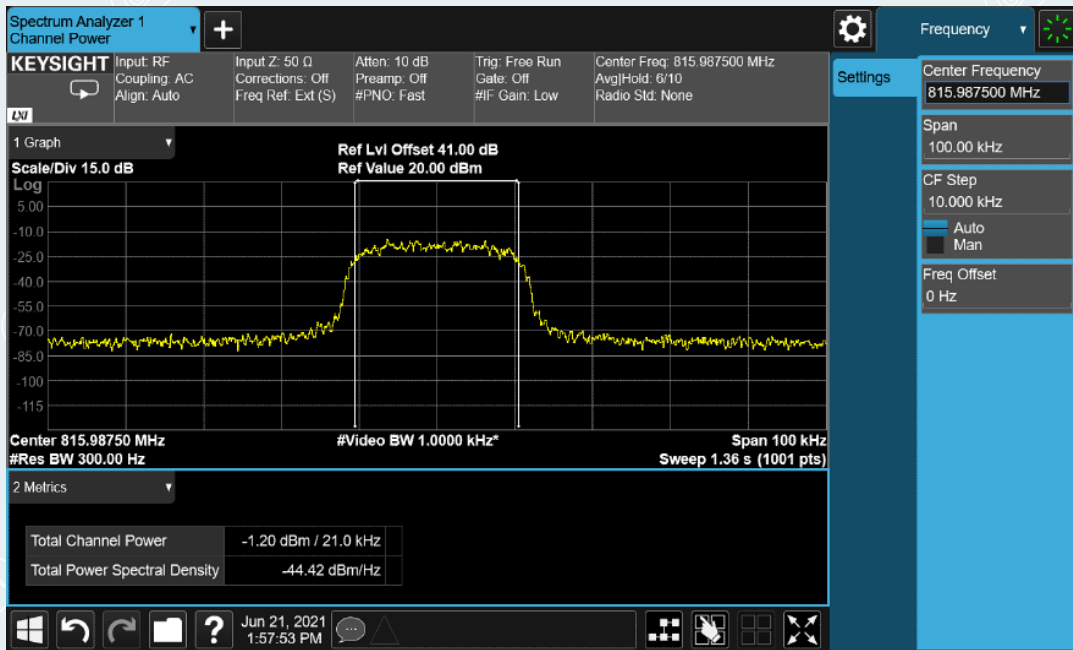 Spectrum Analyzer 1
Channel Power
Frequency
KEYSIGHT
Input: RF
Coupling: AC
Align: Auto
Input Z: 50 Ω
Corrections: Off
Freq Ref: Ext (S)
Atten: 10 dB
Preamp: Off
#PNO: Fast
Trig: Free Run
Gate: Off
#IF Gain: Low
Center Freq: 815.987500 MHz
Avg|Hold: 6/10
Radio Std: None
LXI
Settings
Center Frequency
815.987500 MHz
Span
100.00 kHz
CF Step
10.000 kHz
Auto
Man
Freq Offset
0 Hz
1 Graph
Scale/Div 15.0 dB
Ref Lvl Offset 41.00 dB
Ref Value 20.00 dBm
Log
5.00
-10.0
-25.0
-40.0
-55.0
-70.0
-85.0
-100
-115
Center 815.98750 MHz
#Video BW 1.0000 kHz*
Span 100 kHz
#Res BW 300.00 Hz
Sweep 1.36 s (1001 pts)
2 Metrics
Total Channel Power -1.20 dBm / 21.0 kHz
Total Power Spectral Density -44.42 dBm/Hz
?
Jun 21, 2021
1:57:53 PM